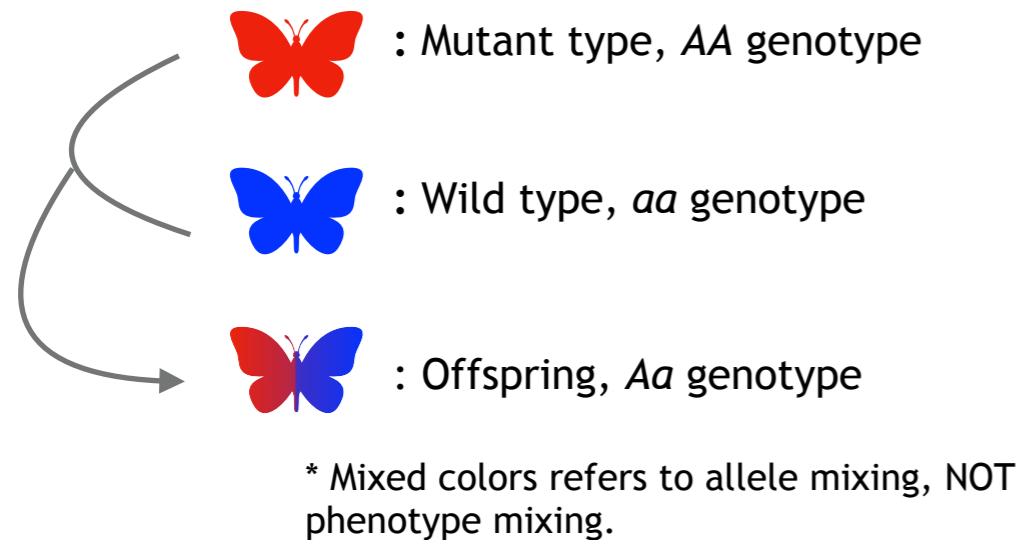 : Mutant type, AA genotype
: Wild type, aa genotype
: Offspring, Aa genotype
* Mixed colors refers to allele mixing, NOT
phenotype mixing.